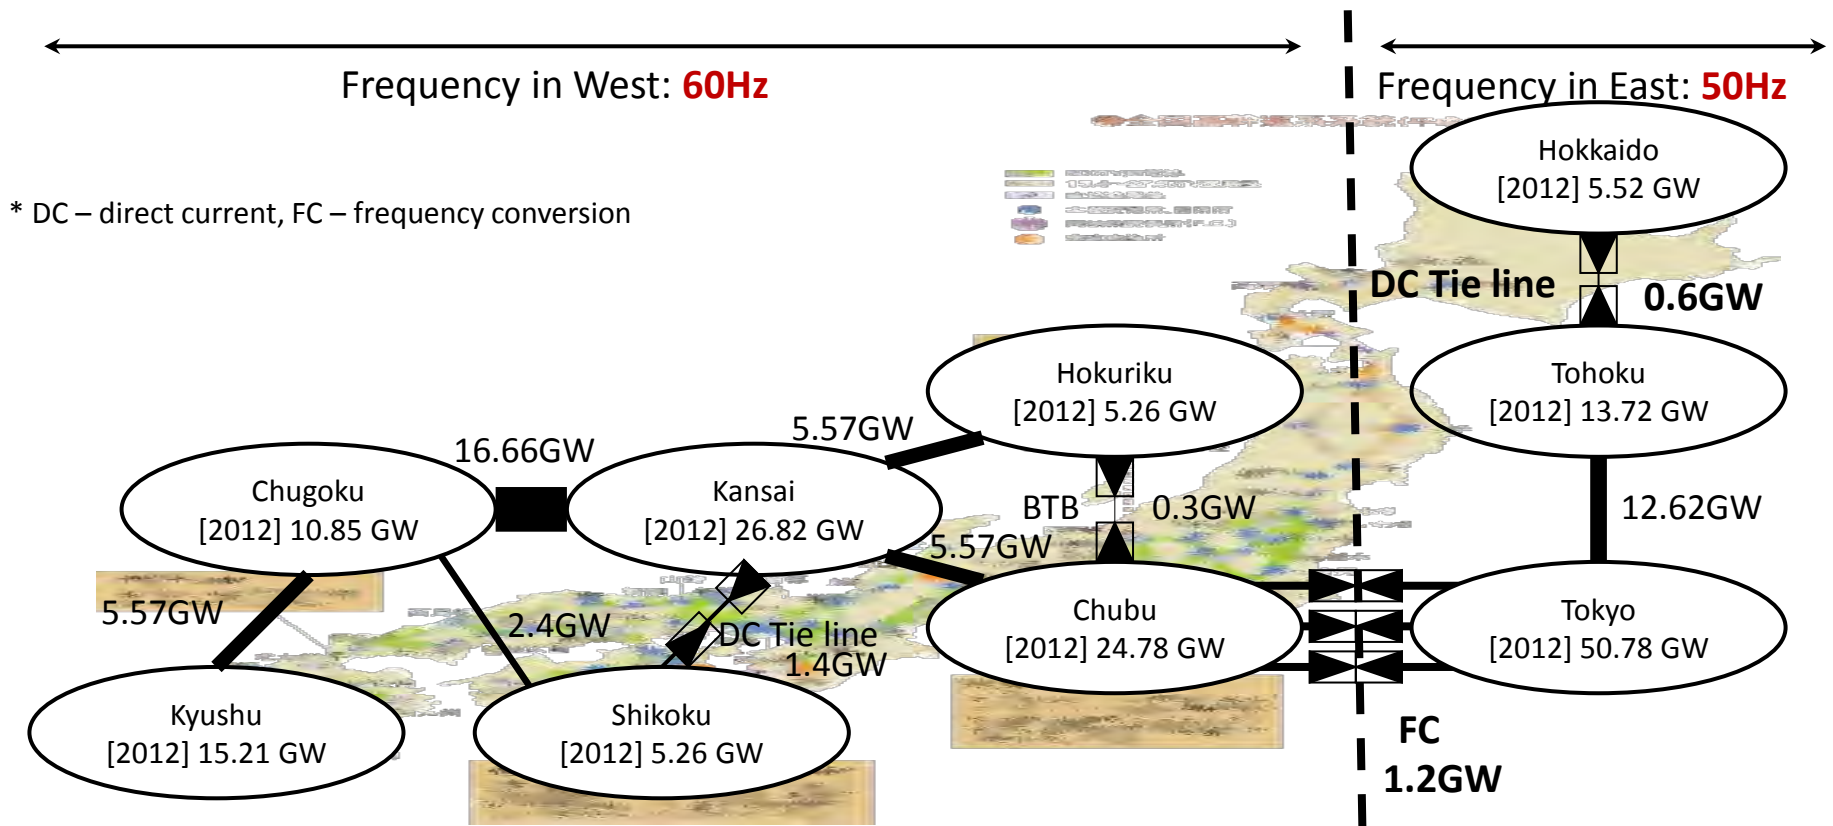 Frequency in West: 60Hz
Frequency in East: 50Hz
* DC – direct current, FC – frequency conversion
Hokkaido
[2012] 5.52 GW
DC Tie line
0.6GW
Hokuriku
[2012] 5.26 GW
Tohoku
[2012] 13.72 GW
5.57GW
16.66GW
Chugoku
[2012] 10.85 GW
Kansai
[2012] 26.82 GW
BTB
0.3GW
12.62GW
5.57GW
5.57GW
2.4GW
DC Tie line
1.4GW
Chubu
[2012] 24.78 GW
Tokyo
[2012] 50.78 GW
Kyushu
[2012] 15.21 GW
Shikoku
[2012] 5.26 GW
FC
1.2GW